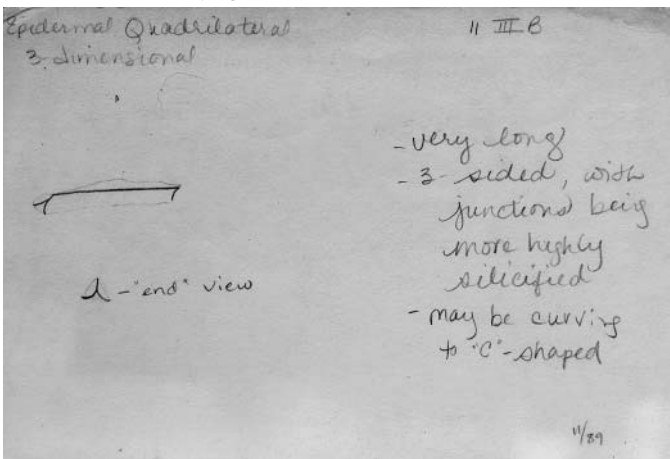 Epidermal Quadrilateral
11 III B
3-dimensional
- very long
- 3-sided, with
junctions being
more highly
silicified
- may be curving
to "C"-shaped
- "end" view
11/89